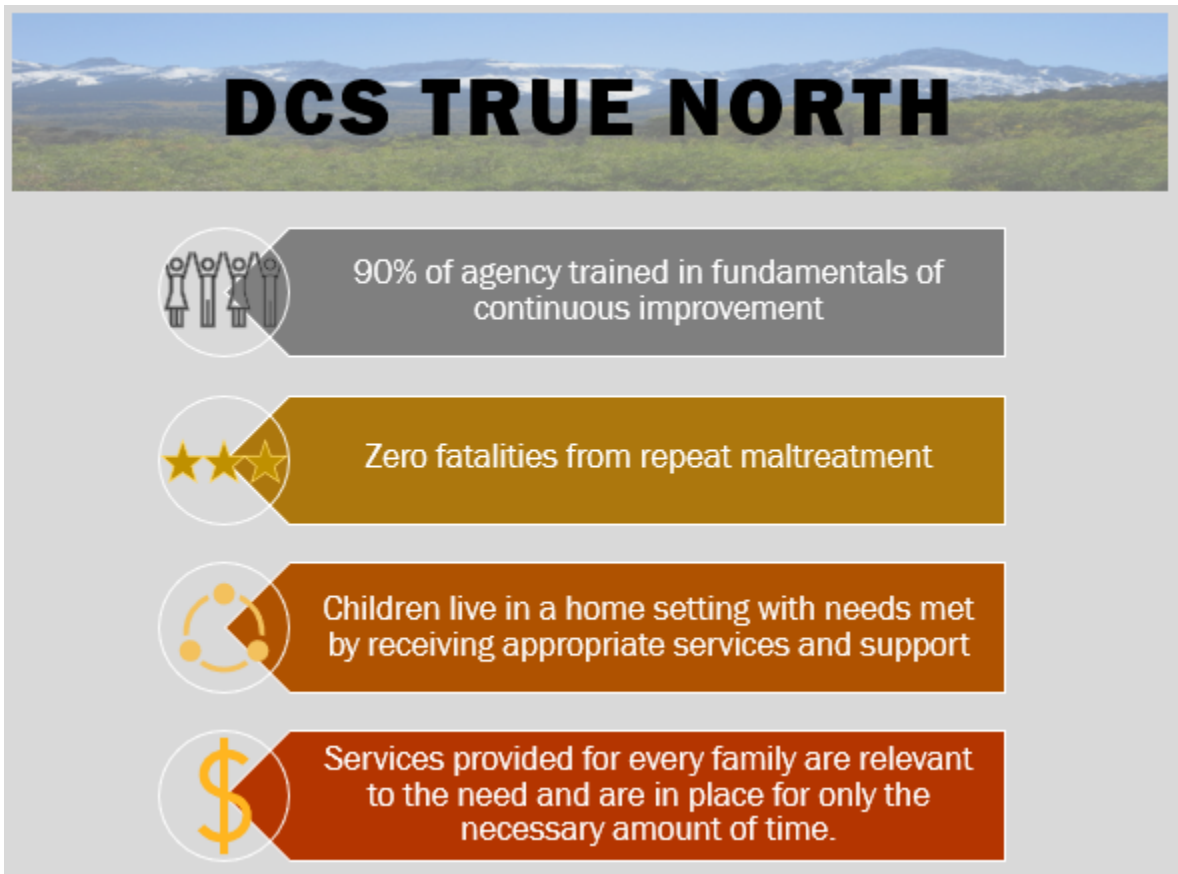 DCS TRUE NORTH
90% of agency trained in fundamentals of
continuous improvement
Zero fatalities from repeat maltreatment
Children live in a home setting with needs met
by receiving appropriate services and support
Services provided for every family are relevant
to the need and are in place for only the
necessary amount of time.